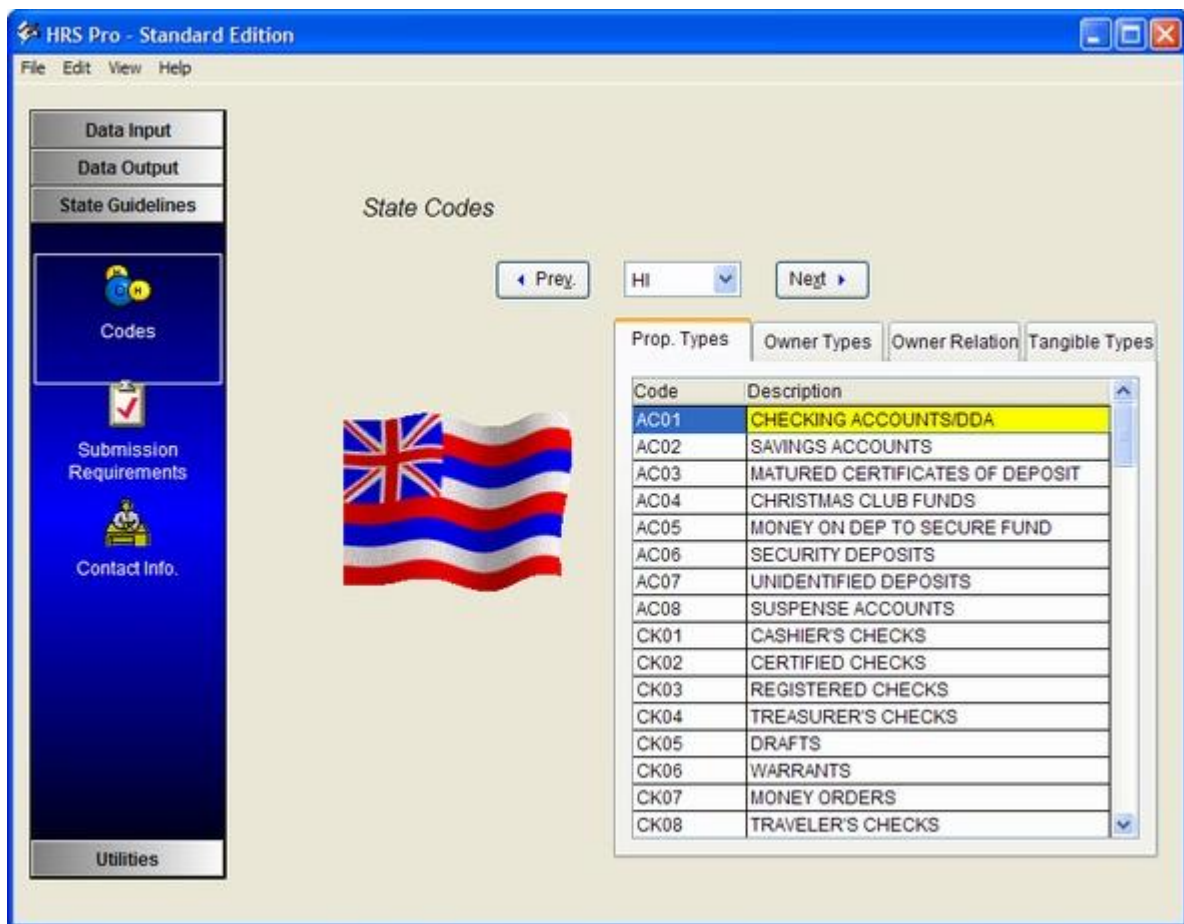 HRS Pro - Standard Edition
File Edit View Help
Data Input
Data Output
State Guidelines
Codes
Submission
Requirements
Contact Info.
Utilities
State Codes
Prev.
HI
Next
Prop. Types Owner Types Owner Relation Tangible Types
Code Description
AC01 CHECKING ACCOUNTS/DDA
AC02 SAVINGS ACCOUNTS
AC03 MATURED CERTIFICATES OF DEPOSIT
AC04 CHRISTMAS CLUB FUNDS
AC05 MONEY ON DEP TO SECURE FUND
AC06 SECURITY DEPOSITS
AC07 UNIDENTIFIED DEPOSITS
AC08 SUSPENSE ACCOUNTS
CK01 CASHIER'S CHECKS
CK02 CERTIFIED CHECKS
CK03 REGISTERED CHECKS
CK04 TREASURER'S CHECKS
CK05 DRAFTS
CK06 WARRANTS
CK07 MONEY ORDERS
CK08 TRAVELER'S CHECKS